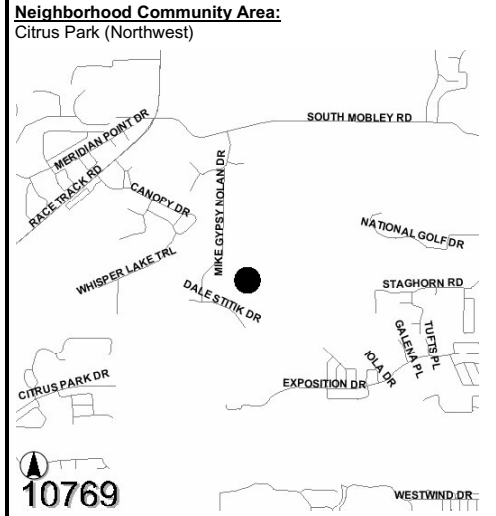 Neighborhood Community Area:
Citrus Park (Northwest)
SOUTH MOBLEY RD
MERIDIAN POINT DR
RACE TRACK RD
CANOPY DR
MIKE GYPSY NOLAN DR
NATIONAL GOLF DR
WHISPER LAKE TRL
DALE STITIK DR
STAGHORN RD
TUFTS PL
GALENA PL
IOLA DR
EXPOSITION DR
CITRUS PARK DR
10769
WESTWIND DR